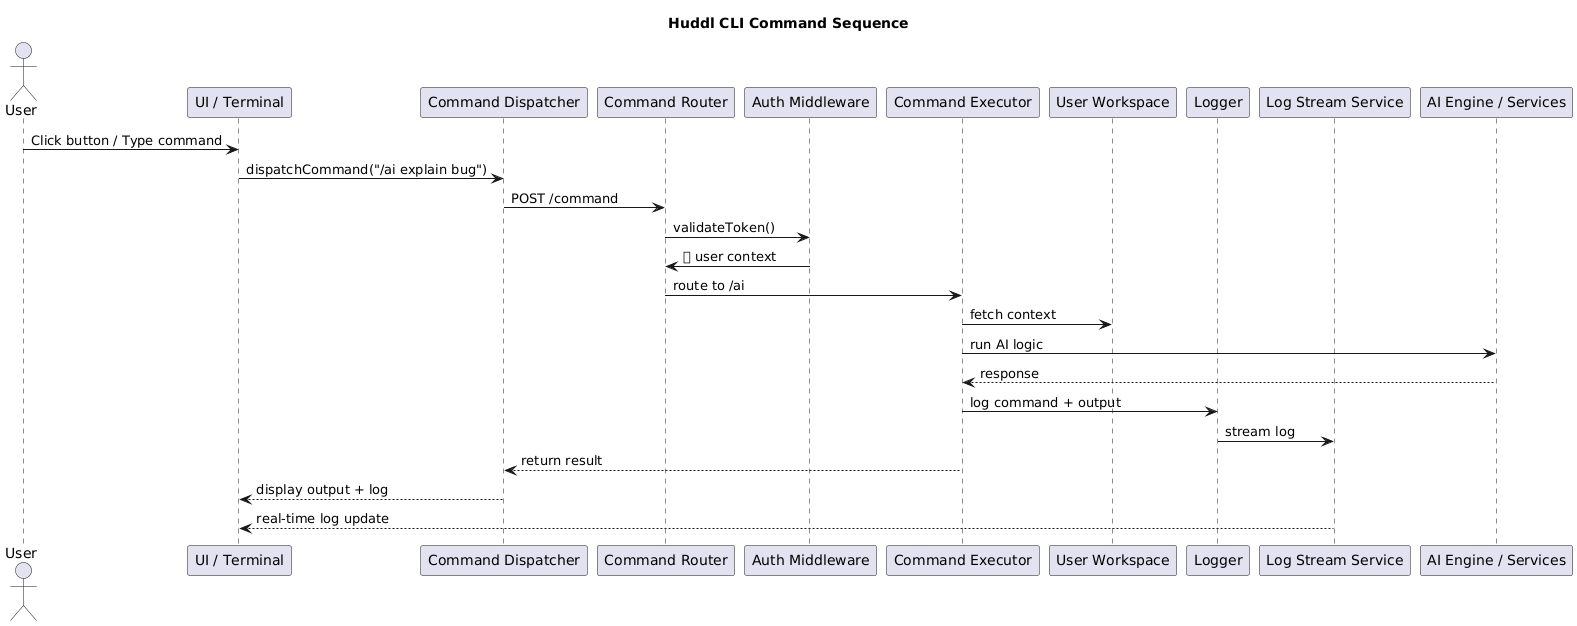 Huddl CLI Command Sequence
User
UI / Terminal
Command Dispatcher
Command Router
Auth Middleware
Command Executor
User Workspace
Logger
Log Stream Service
AI Engine / Services
Click button / Type command
dispatchCommand("/ai explain bug")
POST /command
validateToken()
user context
route to /ai
fetch context
run AI logic
response
log command + output
stream log
return result
display output + log
real-time log update
User
UI / Terminal
Command Dispatcher
Command Router
Auth Middleware
Command Executor
User Workspace
Logger
Log Stream Service
AI Engine / Services